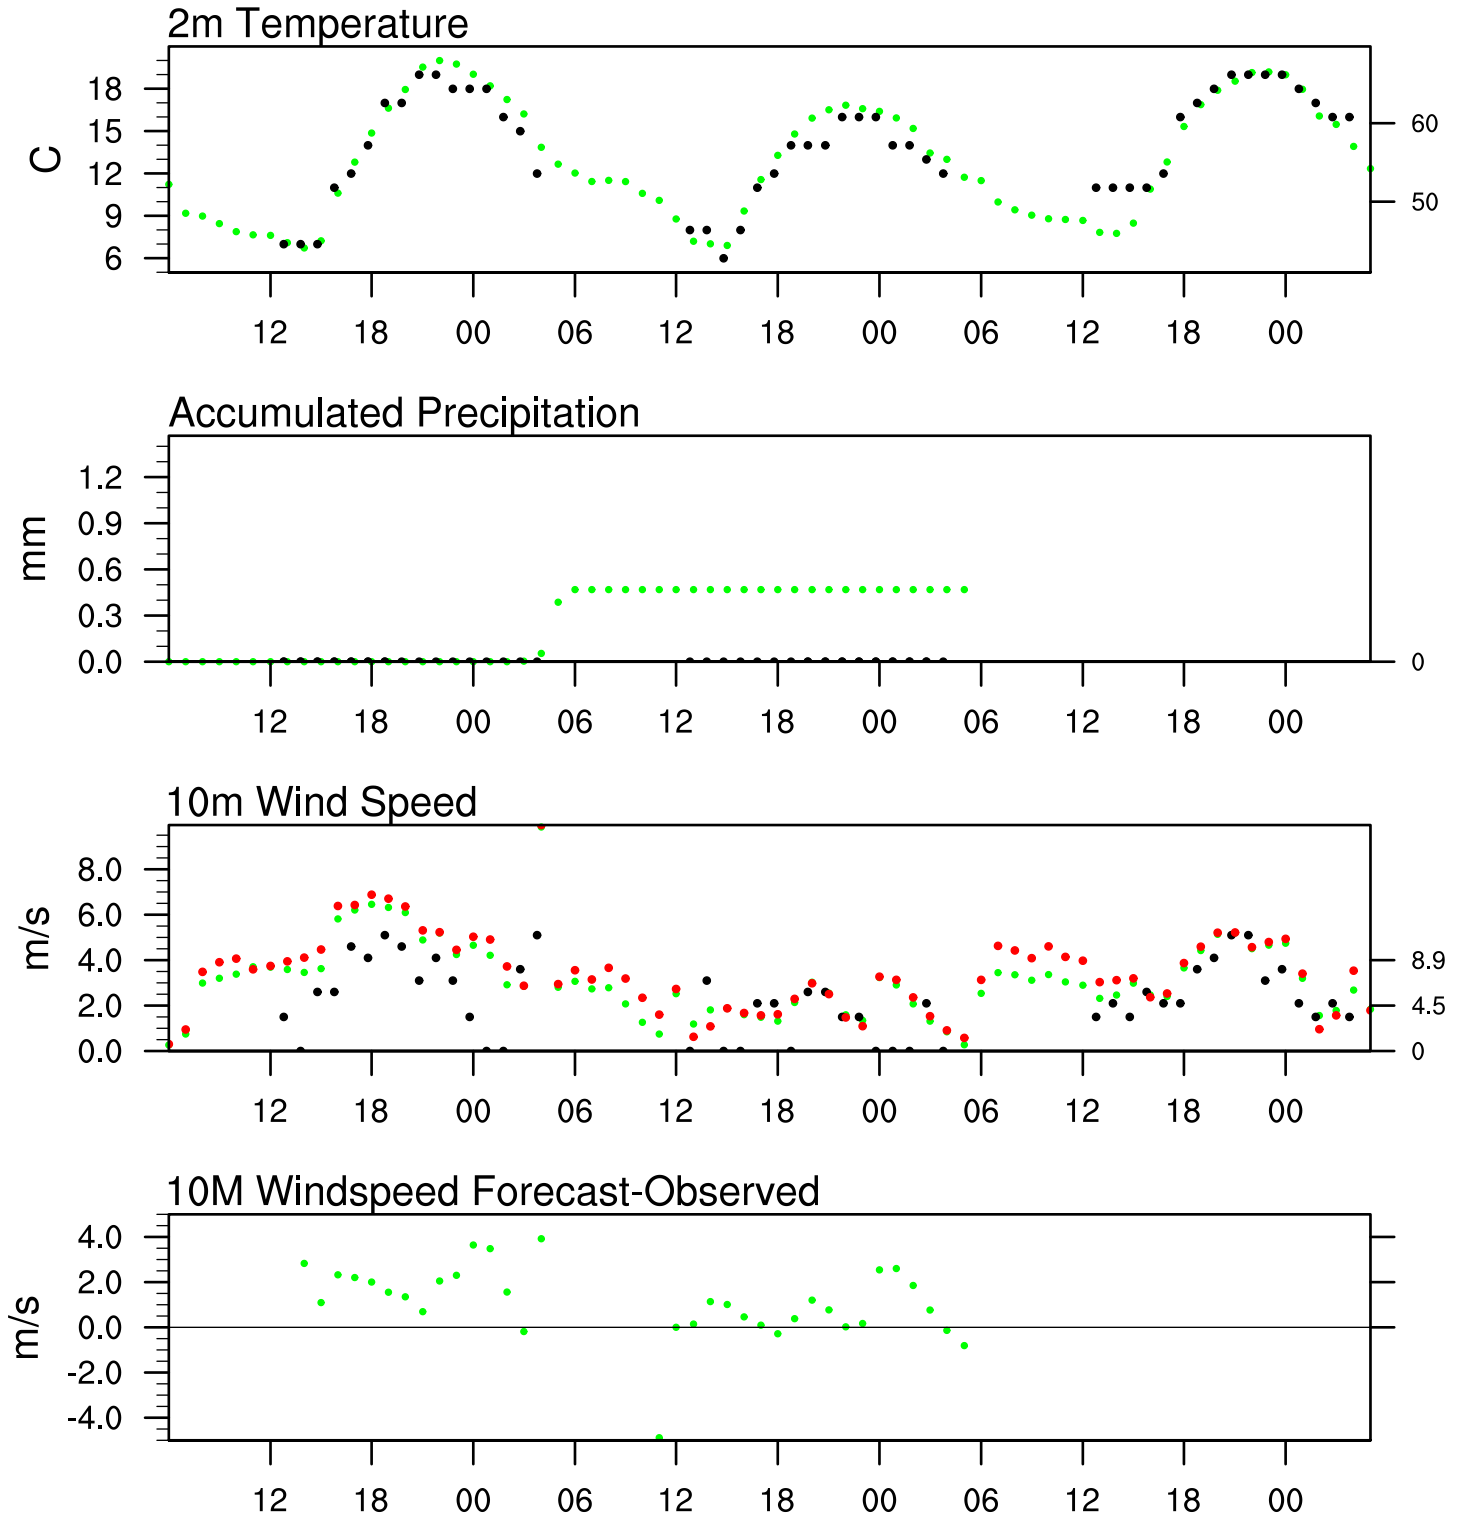 2m Temperature
18
15
12
9
6
C
60
50
12 18 00 06 12 18 00 06 12 18 00
Accumulated Precipitation
1.2
0.9
0.6
0.3
0.0
mm
0
12 18 00 06 12 18 00 06 12 18 00
10m Wind Speed
8.0
6.0
4.0
2.0
0.0
m/s
8.9
4.5
0
12 18 00 06 12 18 00 06 12 18 00
10M Windspeed Forecast-Observed
4.0
2.0
0.0
-2.0
-4.0
m/s
12 18 00 06 12 18 00 06 12 18 00